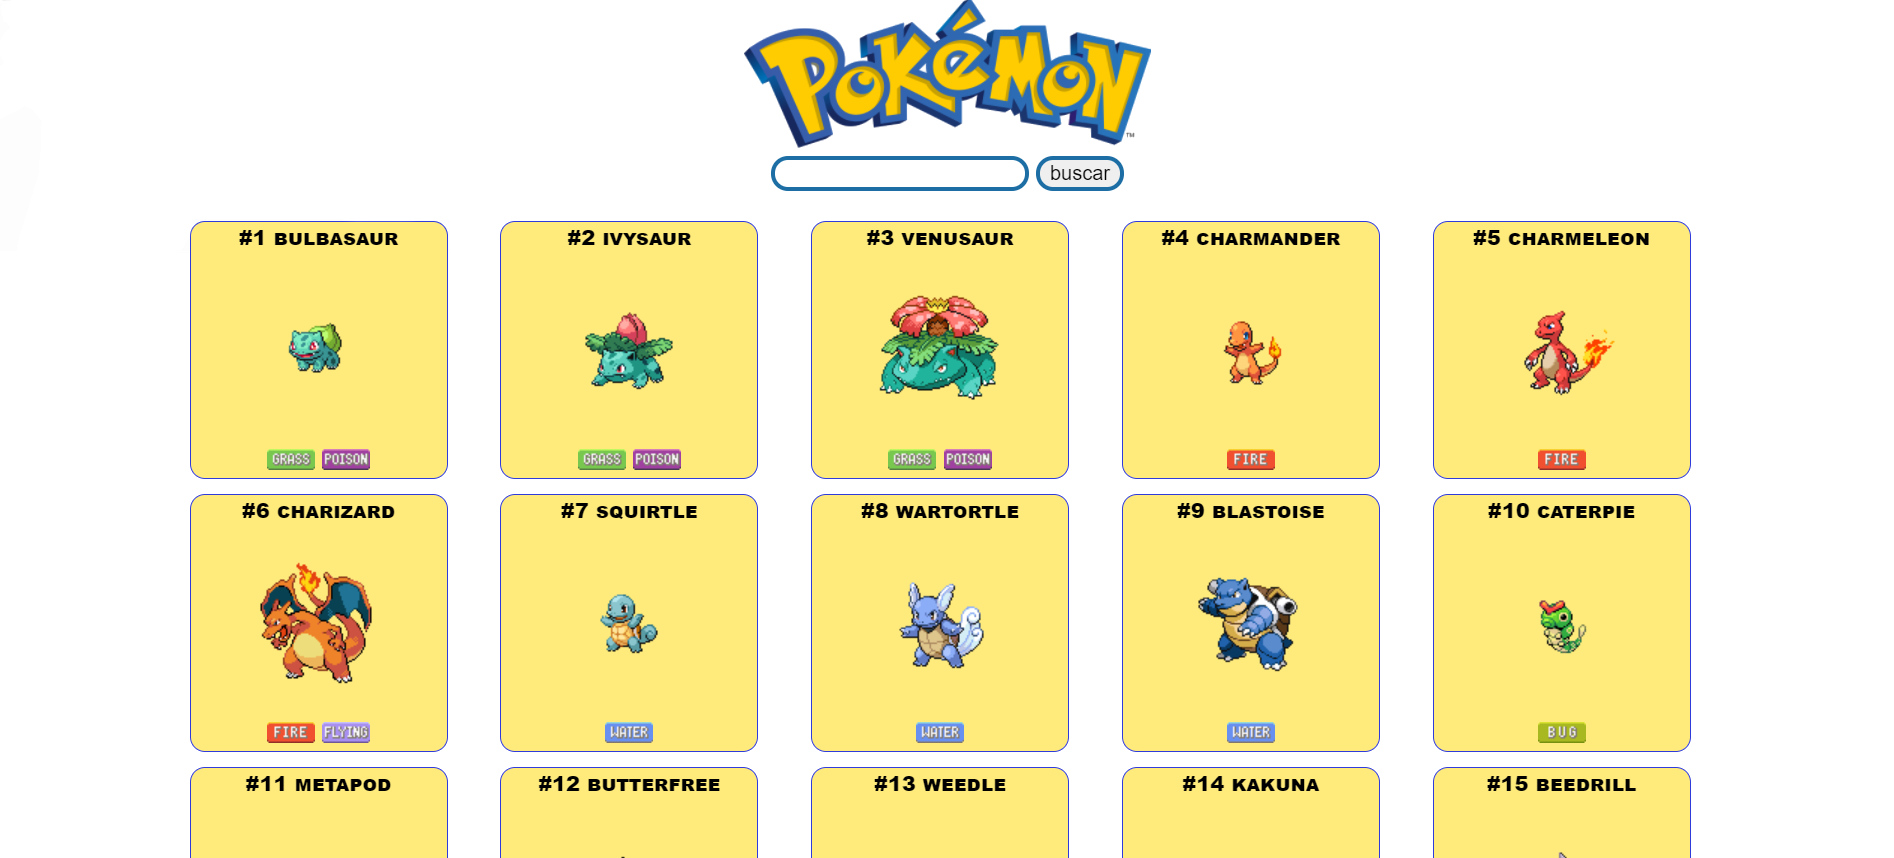 POKéMON
TM
buscar
#1 BULBASAUR
#2 IVYSAUR
#3 VENUSAUR
#4 CHARMANDER
#5 CHARMELEON
GRASS POISON
GRASS POISON
GRASS POISON
FIRE
FIRE
#6 CHARIZARD
#7 SQUIRTLE
#8 WARTORTLE
#9 BLASTOISE
#10 CATERPIE
FIRE FLYING
WATER
WATER
WATER
BUG
#11 METAPOD
#12 BUTTERFREE
#13 WEEDLE
#14 KAKUNA
#15 BEEDRILL